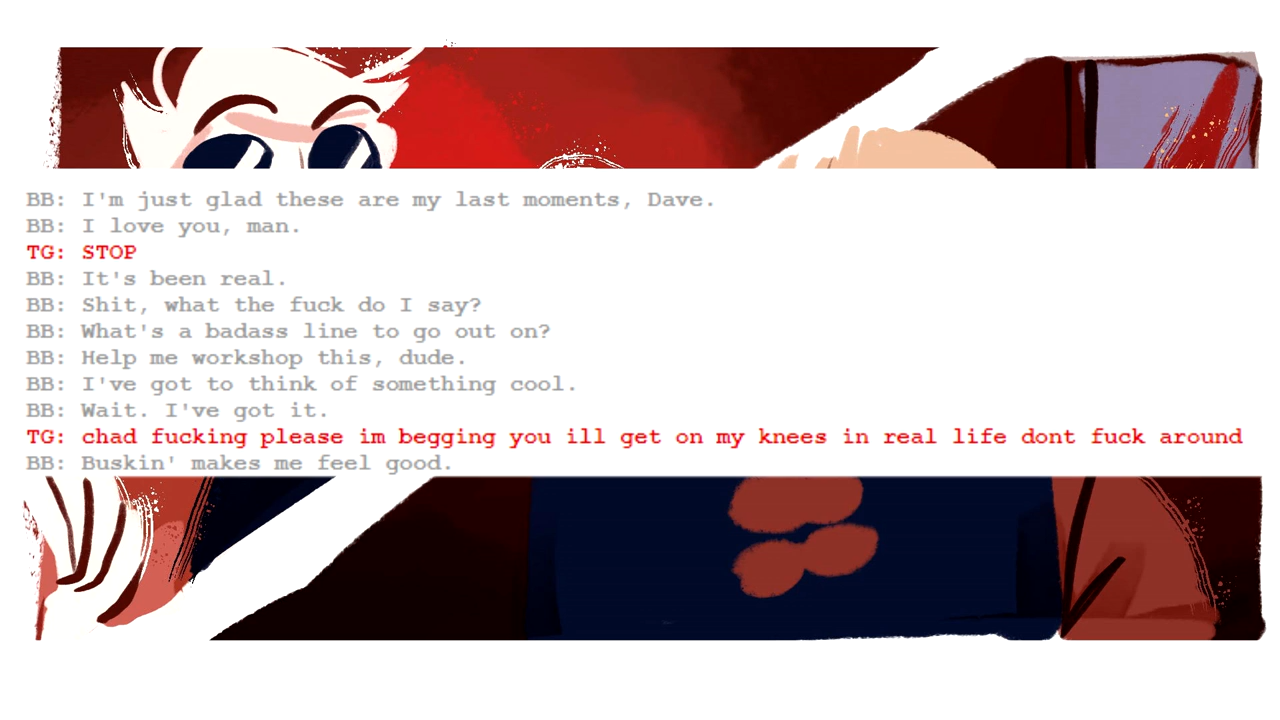 BB: I'm just glad these are my last moments, Dave.
BB: I love you, man.
TG: STOP
BB: It's been real.
BB: Shit, what the fuck do I say?
BB: What's a badass line to go out on?
BB: Help me workshop this, dude.
BB: I've got to think of something cool.
BB: Wait. I've got it.
TG: chad fucking please im begging you ill get on my knees in real life dont fuck around
BB: Buskin' makes me feel good.